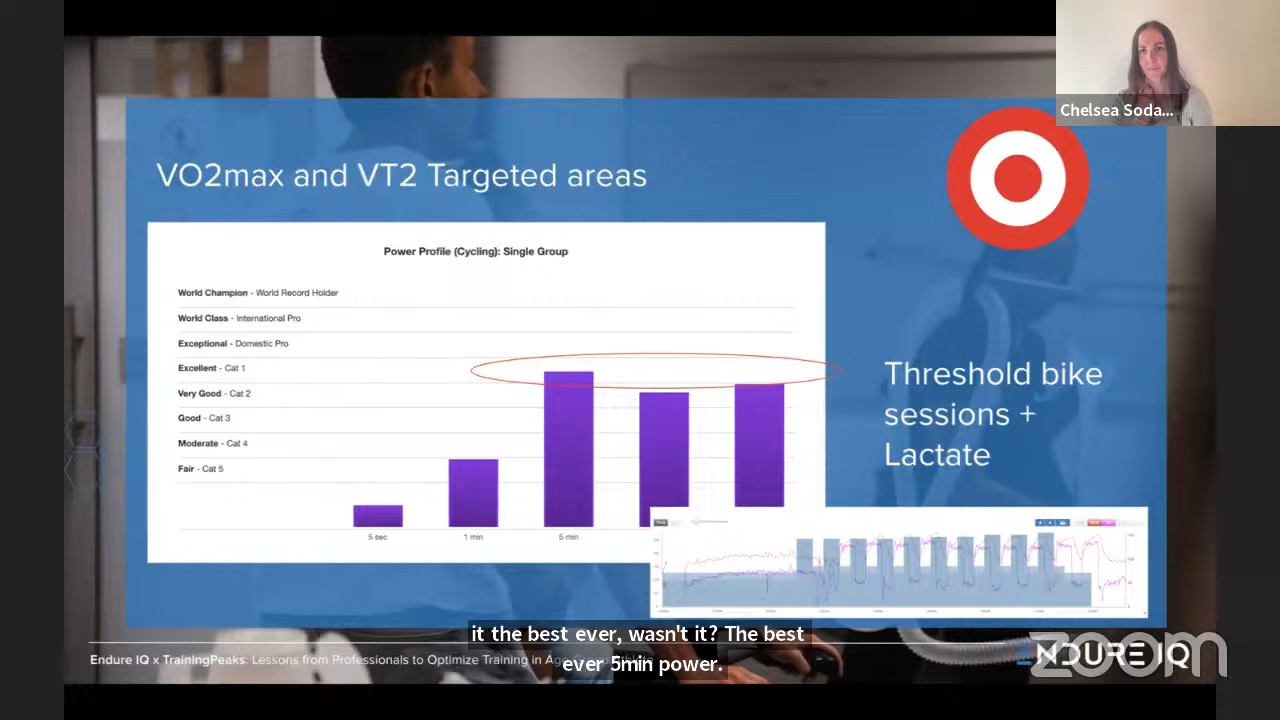 Chelsea Soda...
VO2max and VT2 Targeted areas
Power Profile (Cycling): Single Group
World Champion - World Record Holder
World Class - International Pro
Exceptional - Domestic Pro
Excellent - Cat 1
Very Good - Cat 2
Good - Cat 3
Moderate - Cat 4
Fair - Cat 5
5 sec
1 min
5 min
Threshold bike
sessions +
Lactate
it the best ever, wasn't it? The best
ever 5min power.
Endure IQ x TrainingPeaks: Lessons from Professionals to Optimize Training in
ENDURE IQ
zoom